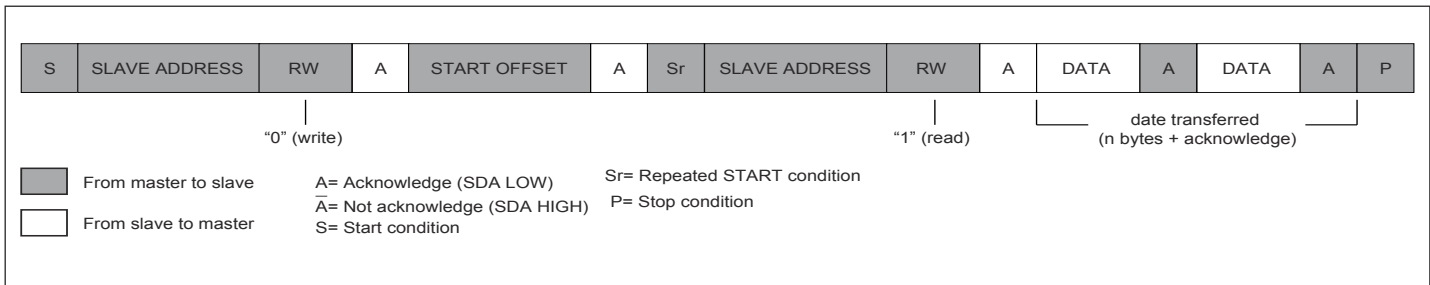 S SLAVE ADDRESS RW A START OFFSET A Sr SLAVE ADDRESS RW A DATA A DATA A P
“0” (write)
“1” (read)
date transferred
(n bytes + acknowledge)
From master to slave
From slave to master
A= Acknowledge (SDA LOW)
A̅= Not acknowledge (SDA HIGH)
S= Start condition
Sr= Repeated START condition
P= Stop condition